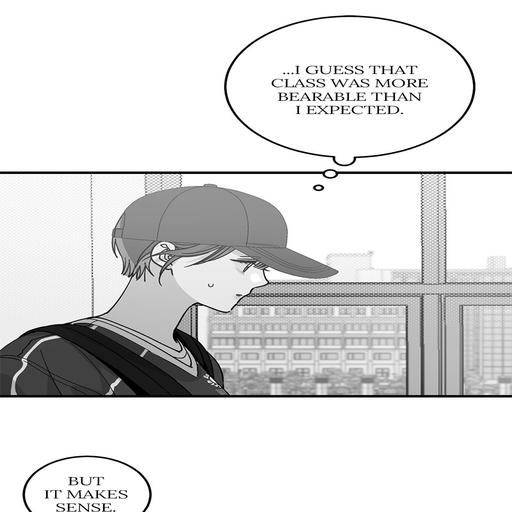 ...I GUESS THAT
CLASS WAS MORE
BEARABLE THAN
I EXPECTED.
BUT
IT MAKES
SENSE.